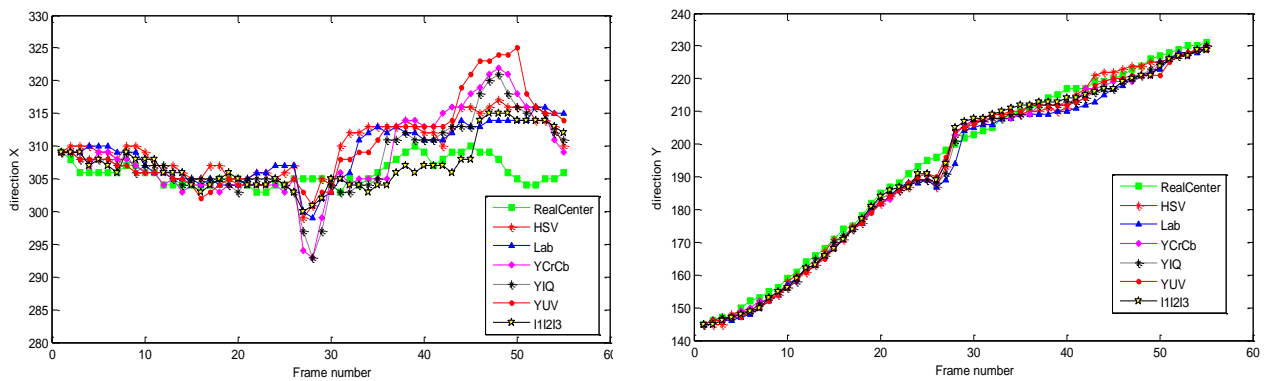 330
325
320
315
310
305
300
295
290
285
280
direction X
0
10
20
30
40
50
60
Frame number
RealCenter
HSV
Lab
YCrCb
YIQ
YUV
I1I2I3
240
230
220
210
200
190
180
170
160
150
140
direction Y
0
10
20
30
40
50
60
Frame number
RealCenter
HSV
Lab
YCrCb
YIQ
YUV
I1I2I3